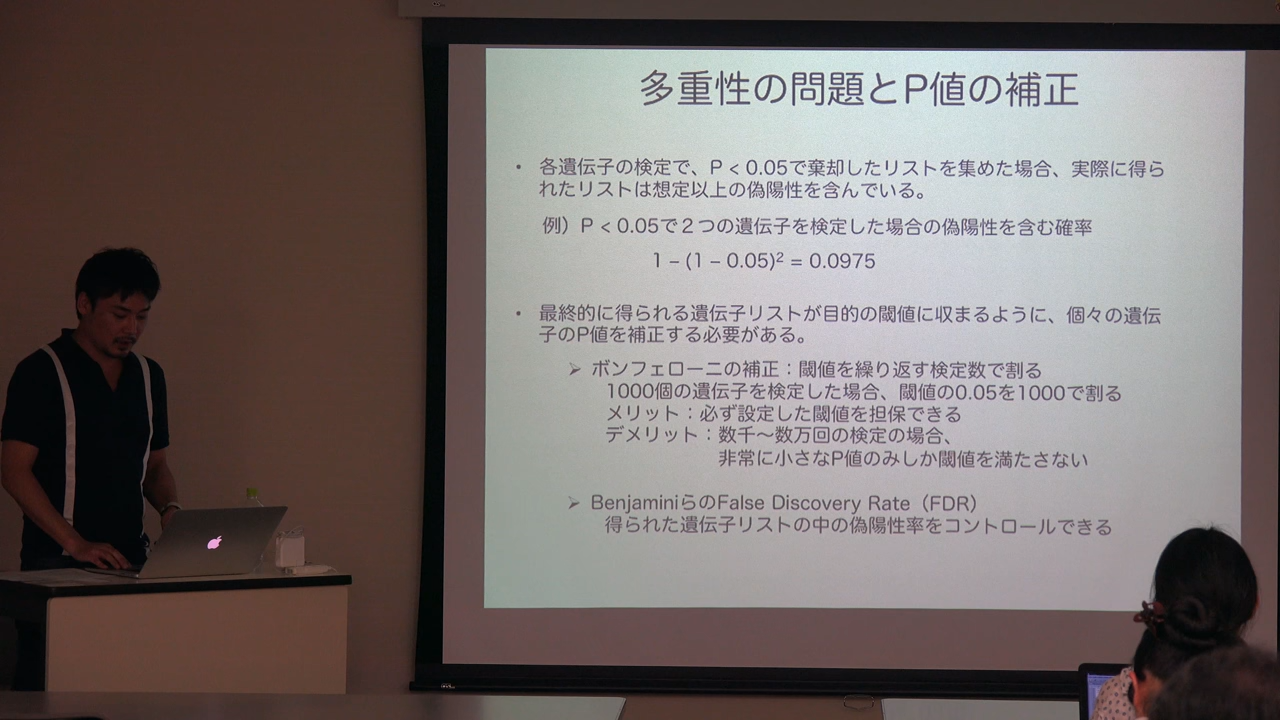 多重性の問題とP値の補正
• 各遺伝子の検定で、P < 0.05で棄却したリストを集めた場合、実際に得ら
れたリストは想定以上の偽陽性を含んでいる。
例）P < 0.05で２つの遺伝子を検定した場合の偽陽性を含む確率
1 – (1 – 0.05)² = 0.0975
• 最終的に得られる遺伝子リストが目的の閾値に収まるように、個々の遺伝
子のP値を補正する必要がある。
➢ ボンフェローニの補正：閾値を繰り返す検定数で割る
1000個の遺伝子を検定した場合、閾値の0.05を1000で割る
メリット：必ず設定した閾値を担保できる
デメリット：数千〜数万回の検定の場合、
非常に小さなP値のみしか閾値を満たさない
➢ BenjaminiらのFalse Discovery Rate（FDR）
得られた遺伝子リストの中の偽陽性率をコントロールできる